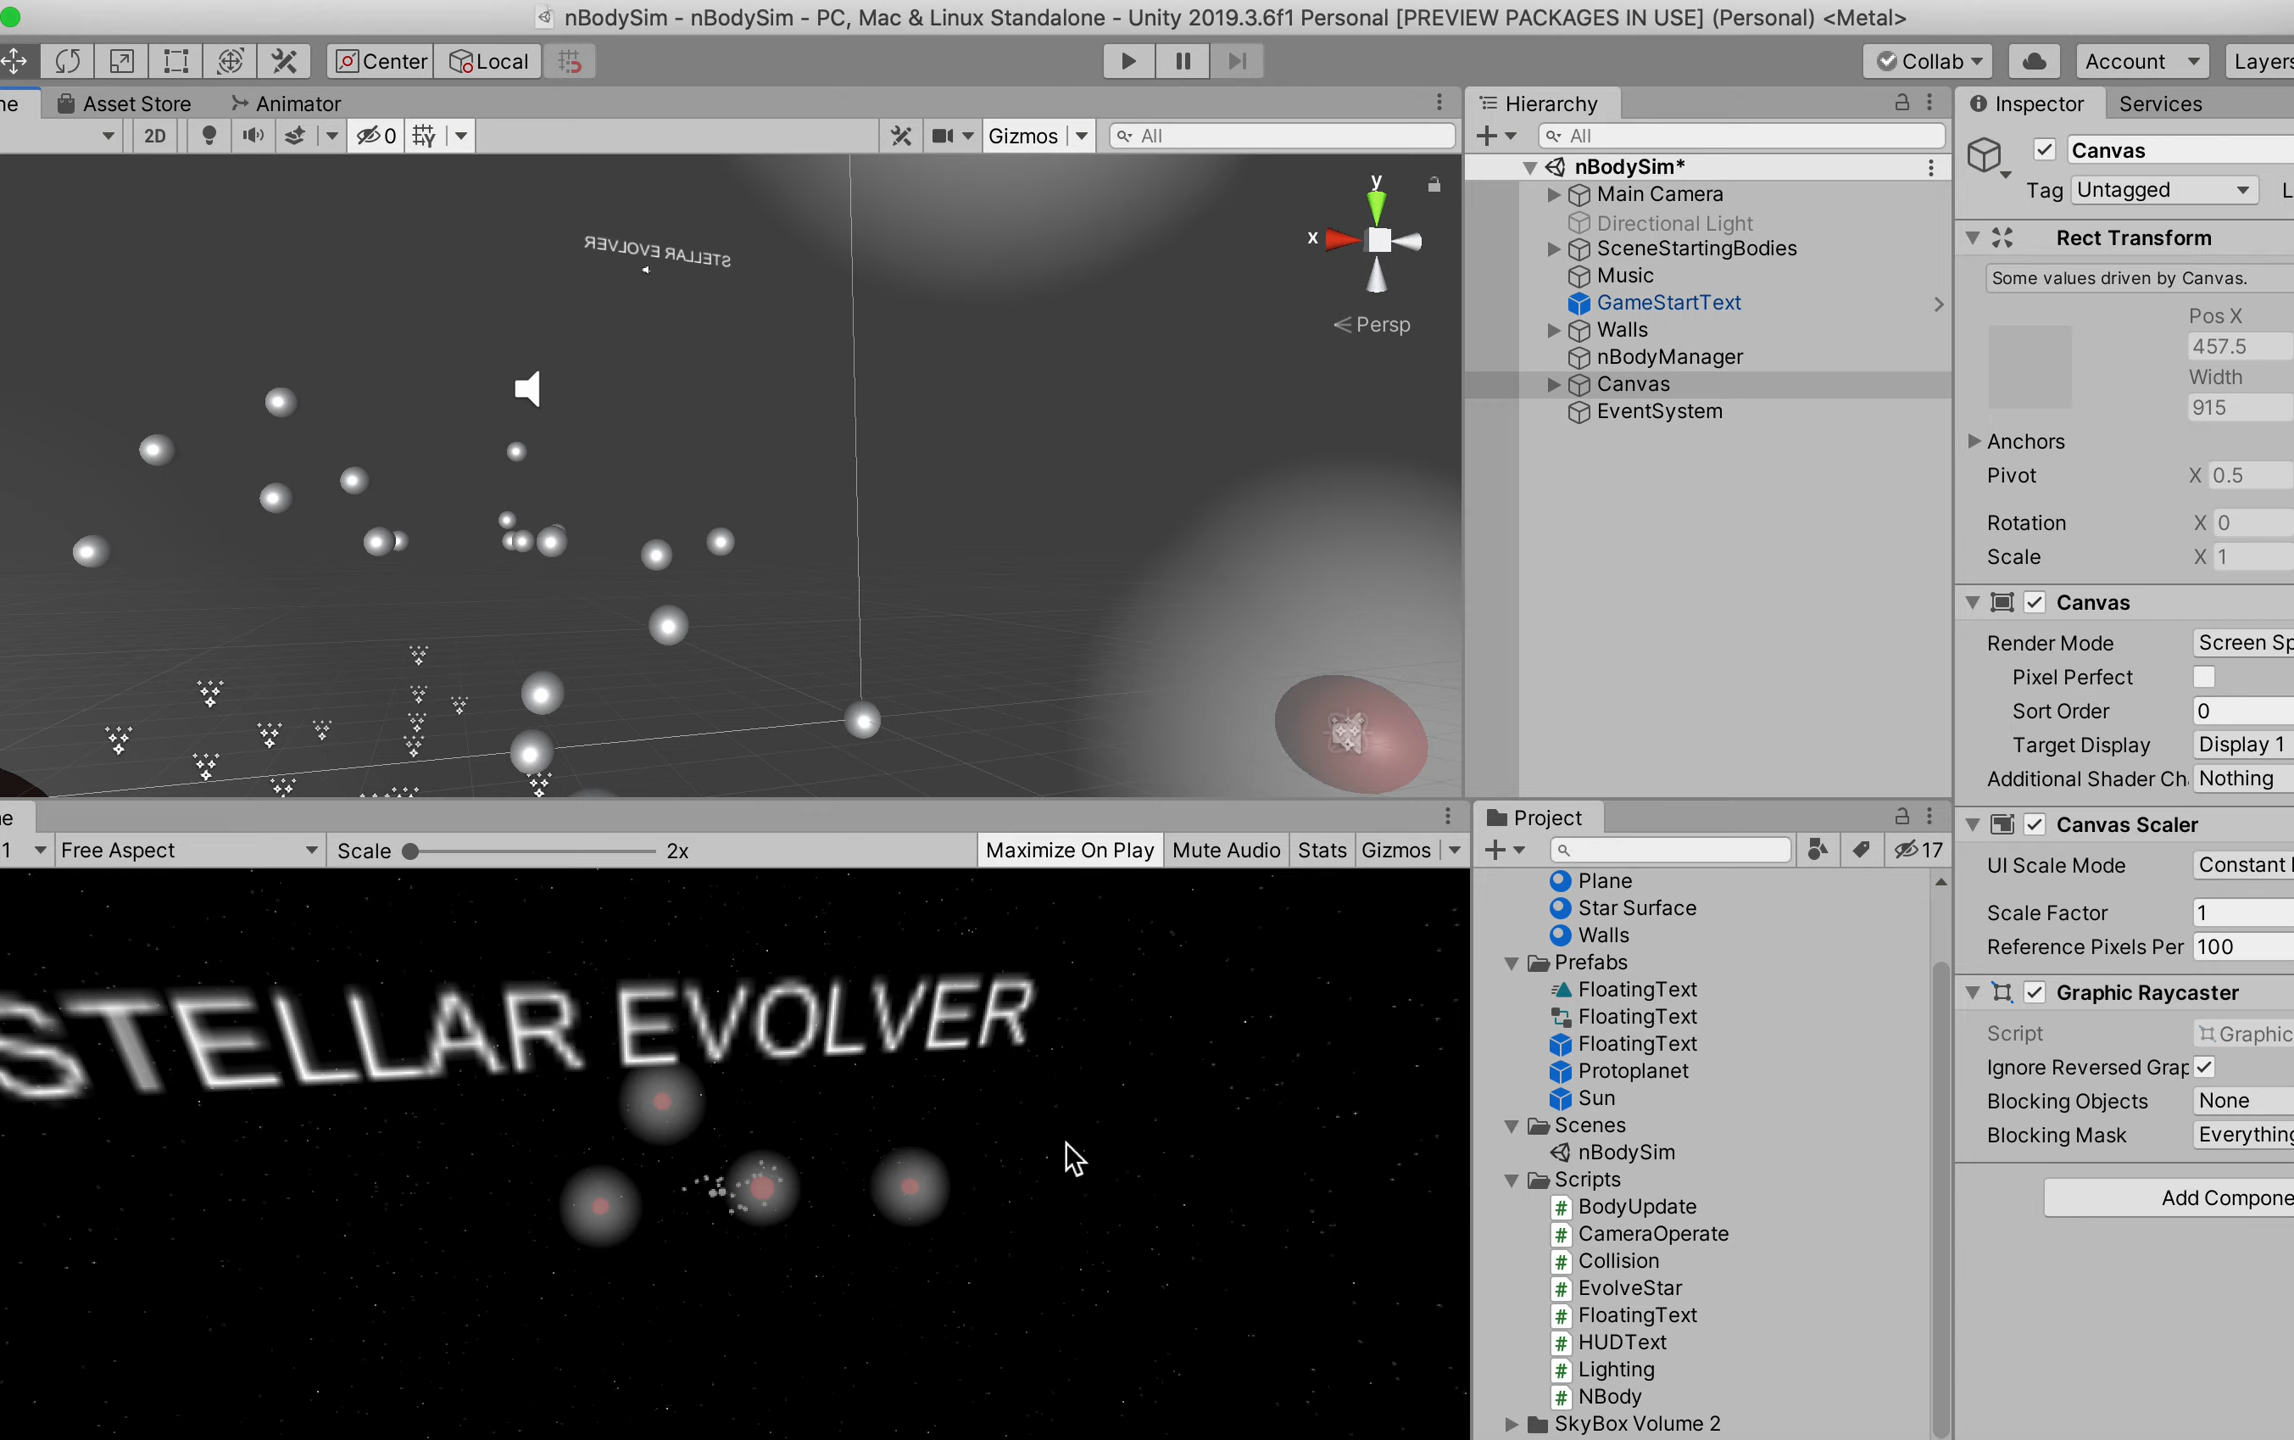 nBodySim - nBodySim - PC, Mac & Linux Standalone - Unity 2019.3.6f1 Personal [PREVIEW PACKAGES IN USE] (Personal) <Metal>
Center
Local
Collab
Account
Layers
ne
Asset Store
Animator
2D
0
Gizmos
All
y
x
Persp
STELLAR EVOLVER
Hierarchy
All
nBodySim*
Main Camera
Directional Light
SceneStartingBodies
Music
GameStartText
Walls
nBodyManager
Canvas
EventSystem
ne
1
Free Aspect
Scale
2x
Maximize On Play
Mute Audio
Stats
Gizmos
STELLAR EVOLVER
Project
17
Plane
Star Surface
Walls
Prefabs
FloatingText
FloatingText
FloatingText
Protoplanet
Sun
Scenes
nBodySim
Scripts
BodyUpdate
CameraOperate
Collision
EvolveStar
FloatingText
HUDText
Lighting
NBody
SkyBox Volume 2
Inspector
Services
Canvas
Tag
Untagged
L
Rect Transform
Some values driven by Canvas.
Pos X
457.5
Width
915
Anchors
Pivot X 0.5
Rotation X 0
Scale X 1
Canvas
Render Mode Screen Sp
Pixel Perfect
Sort Order 0
Target Display Display 1
Additional Shader Ch Nothing
Canvas Scaler
UI Scale Mode Constant
Scale Factor 1
Reference Pixels Per 100
Graphic Raycaster
Script Graphic
Ignore Reversed Grap
Blocking Objects None
Blocking Mask Everything
Add Compone